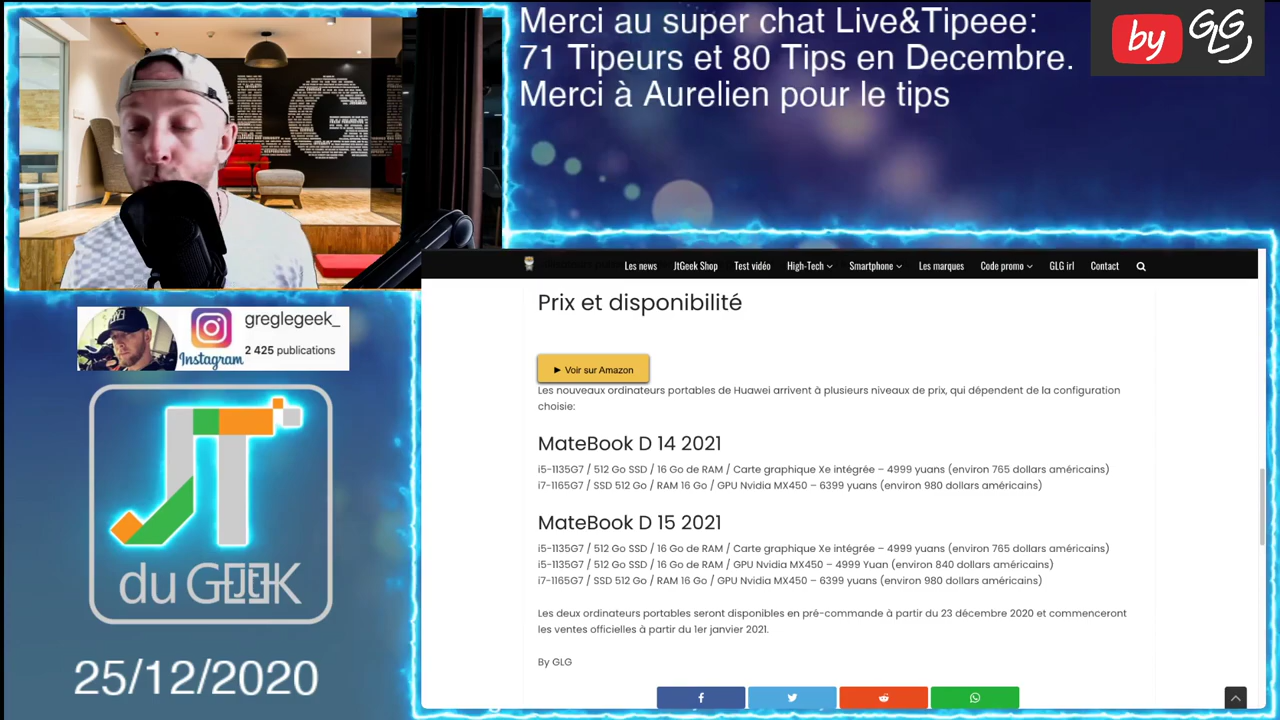 Merci au super chat Live&Tipeee:
71 Tipeurs et 80 Tips en Decembre.
Merci à Aurelien pour le tips
by GLG
greglegeek_
Instagram
2 425 publications
JT
du GEEK
25/12/2020
Les news JtGeek Shop Test vidéo High-Tech Smartphone Les marques Code promo GLG irl Contact
Prix et disponibilité
► Voir sur Amazon
Les nouveaux ordinateurs portables de Huawei arrivent à plusieurs niveaux de prix, qui dépendent de la configuration
choisie:
MateBook D 14 2021
i5-1135G7 / 512 Go SSD / 16 Go de RAM / Carte graphique Xe intégrée – 4999 yuans (environ 765 dollars américains)
i7-1165G7 / SSD 512 Go / RAM 16 Go / GPU Nvidia MX450 – 6399 yuans (environ 980 dollars américains)
MateBook D 15 2021
i5-1135G7 / 512 Go SSD / 16 Go de RAM / Carte graphique Xe intégrée – 4999 yuans (environ 765 dollars américains)
i5-1135G7 / 512 Go SSD / 16 Go de RAM / GPU Nvidia MX450 – 4999 Yuan (environ 840 dollars américains)
i7-1165G7 / SSD 512 Go / RAM 16 Go / GPU Nvidia MX450 – 6399 yuans (environ 980 dollars américains)
Les deux ordinateurs portables seront disponibles en pré-commande à partir du 23 décembre 2020 et commenceront
les ventes officielles à partir du 1er janvier 2021.
By GLG